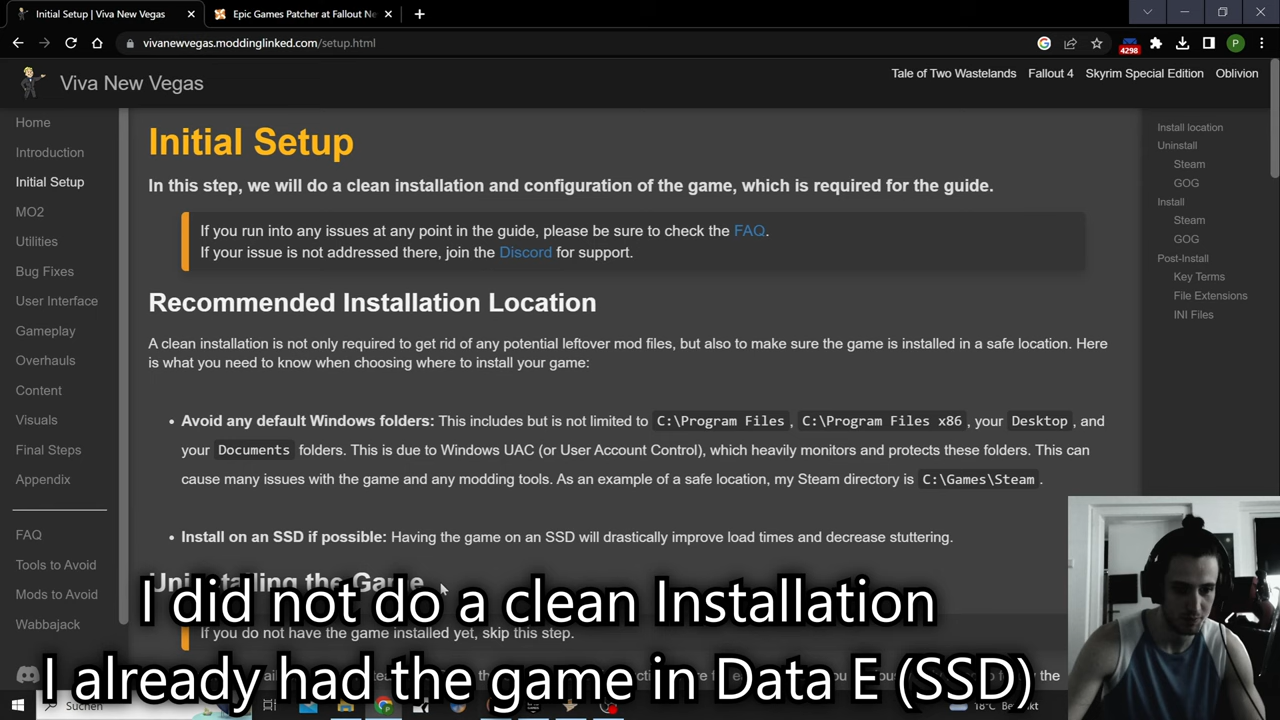 Initial Setup | Viva New Vegas
Epic Games Patcher at Fallout Ne
vivanewvegas.moddinglinked.com/setup.html
4298
P
Viva New Vegas
Tale of Two Wastelands
Fallout 4
Skyrim Special Edition
Oblivion
Home
Introduction
Initial Setup
MO2
Utilities
Bug Fixes
User Interface
Gameplay
Overhauls
Content
Visuals
Final Steps
Appendix
FAQ
Tools to Avoid
Mods to Avoid
Wabbajack
Initial Setup
In this step, we will do a clean installation and configuration of the game, which is required for the guide.
If you run into any issues at any point in the guide, please be sure to check the FAQ.
If your issue is not addressed there, join the Discord for support.
Recommended Installation Location
A clean installation is not only required to get rid of any potential leftover mod files, but also to make sure the game is installed in a safe location. Here
is what you need to know when choosing where to install your game:
• Avoid any default Windows folders: This includes but is not limited to C:\Program Files, C:\Program Files x86, your Desktop, and
your Documents folders. This is due to Windows UAC (or User Account Control), which heavily monitors and protects these folders. This can
cause many issues with the game and any modding tools. As an example of a safe location, my Steam directory is C:\Games\Steam.
• Install on an SSD if possible: Having the game on an SSD will drastically improve load times and decrease stuttering.
Uninstalling the Game
If you do not have the game installed yet, skip this step.
Install location
Uninstall
Steam
GOG
Install
Steam
GOG
Post-Install
Key Terms
File Extensions
INI Files
I did not do a clean Installation
I already had the game in Data E (SSD)
Suchen
18°C Bewölkt